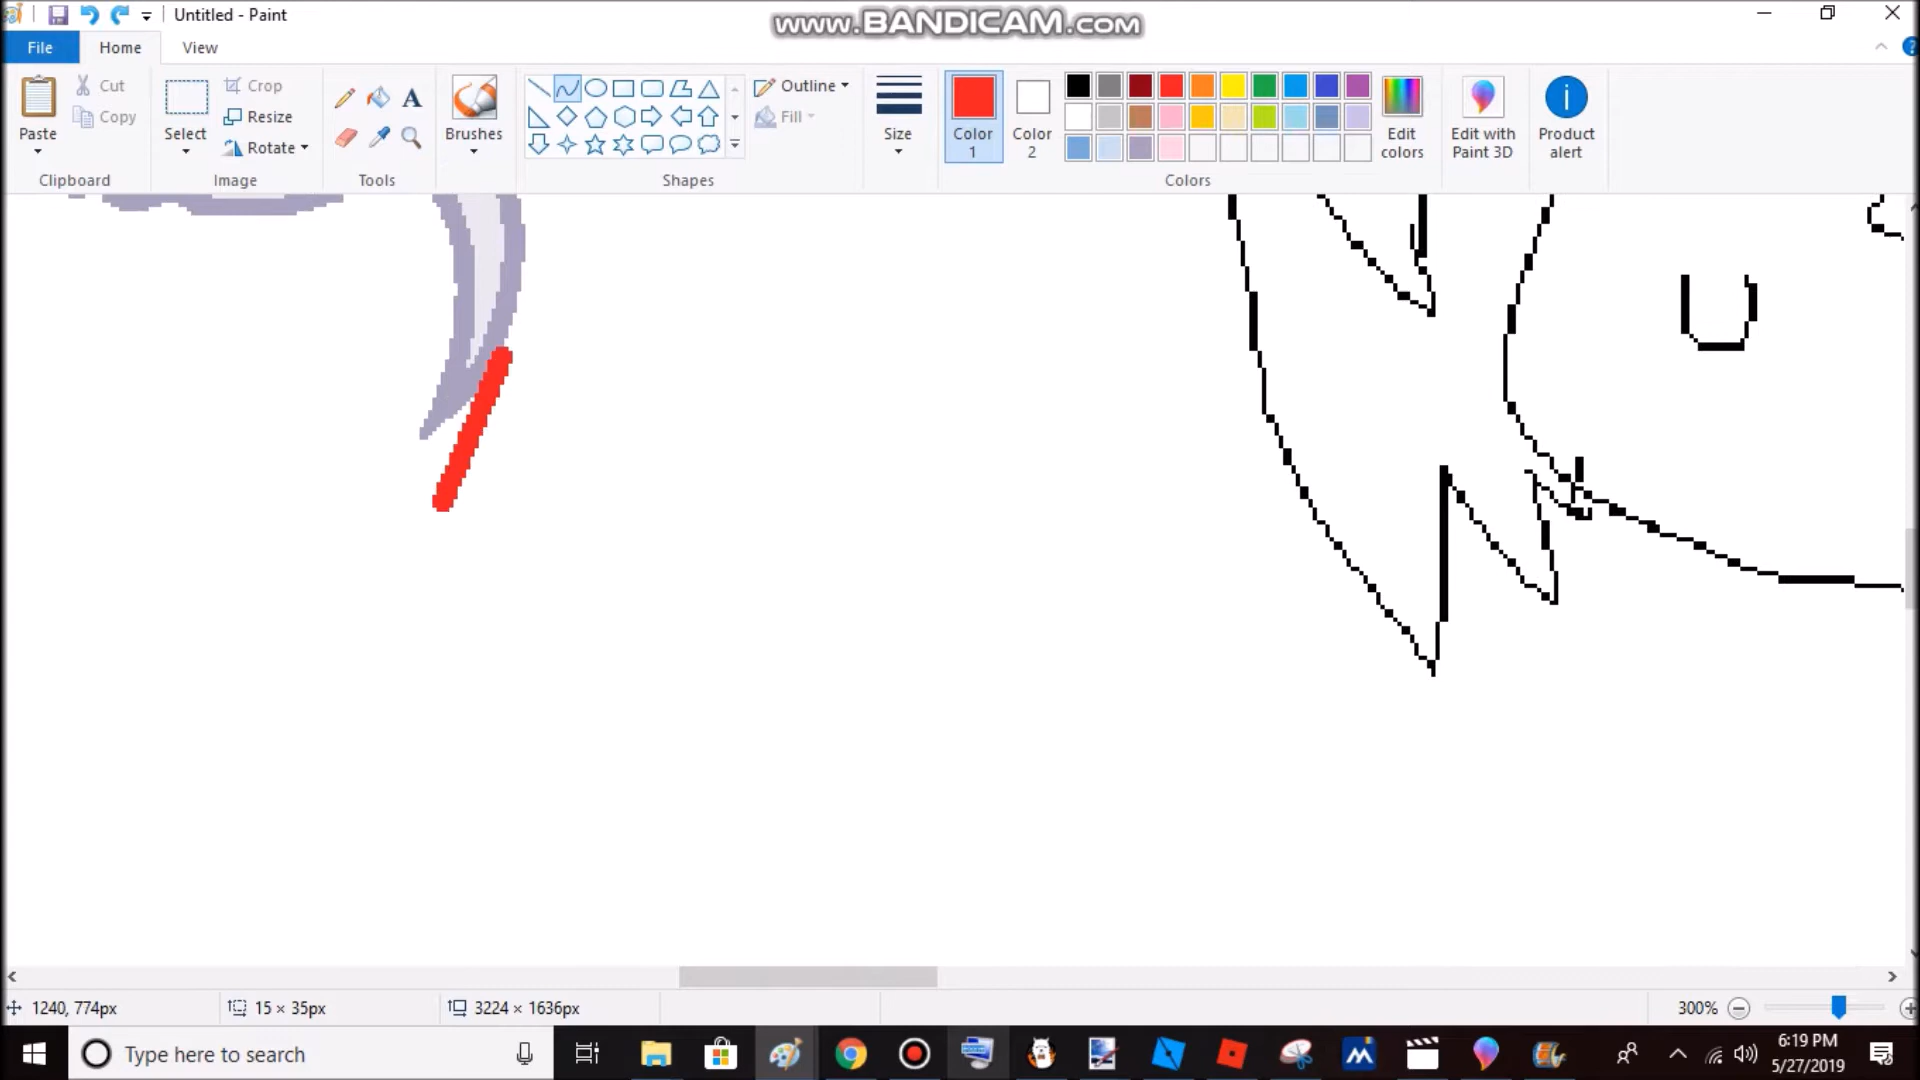 Untitled - Paint
www.BANDICAM.com
File
Home
View
Cut
Copy
Paste
Clipboard
Select
Crop
Resize
Rotate
Image
A
Tools
Brushes
Shapes
Outline
Fill
Size
Color
1
Color
2
Edit
colors
Colors
Edit with
Paint 3D
Product
alert
1240, 774px
15 × 35px
3224 × 1636px
300%
Type here to search
6:19 PM
5/27/2019